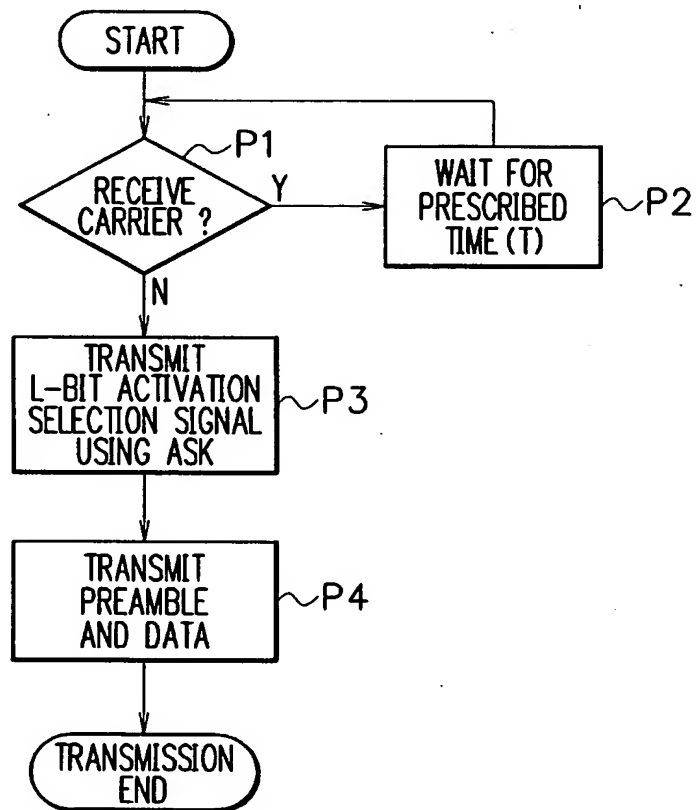 START
P1
RECEIVE
CARRIER ?
Y
N
WAIT FOR
PRESCRIBED
TIME(T)
P2
TRANSMIT
L-BIT ACTIVATION
SELECTION SIGNAL
USING ASK
P3
TRANSMIT
PREAMBLE
AND DATA
P4
TRANSMISSION
END